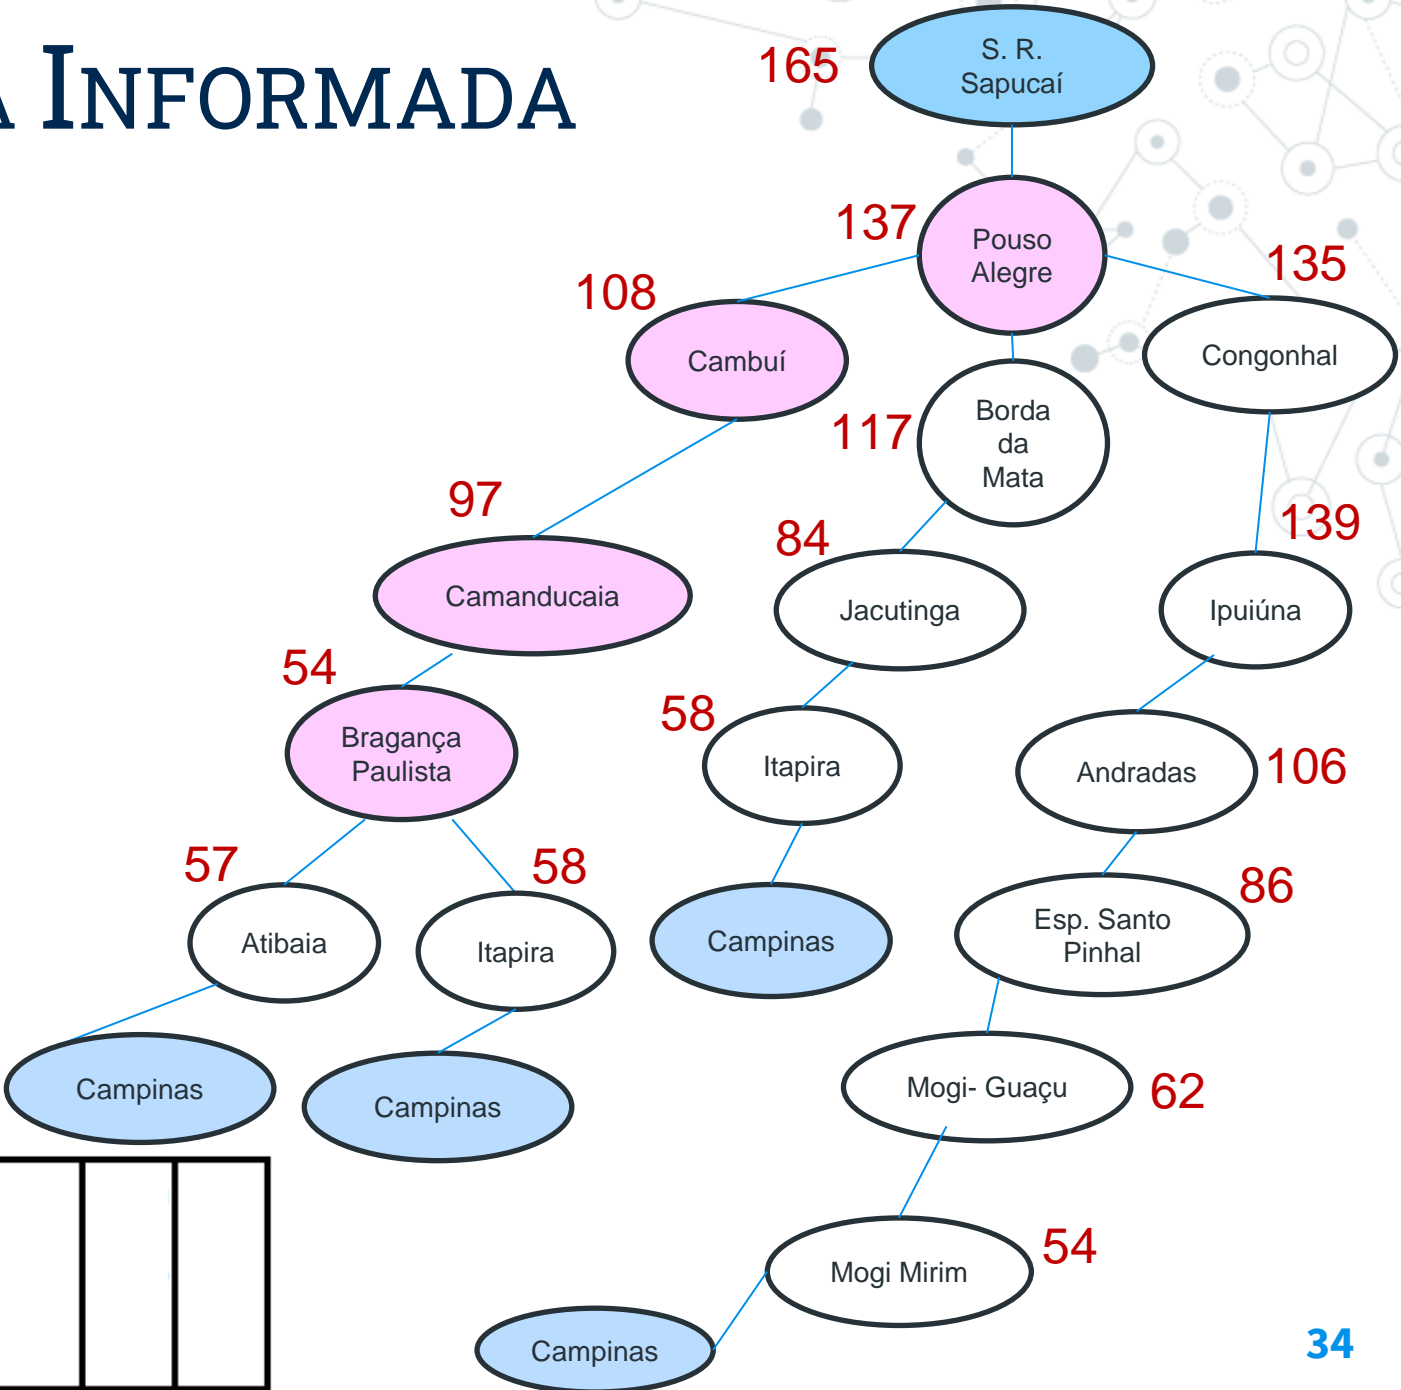 A INFORMADA
165
S. R.
Sapucaí
137
Pouso
Alegre
135
108
Cambuí
Congonhal
117
Borda
da
Mata
97
84
139
Camanducaia
Jacutinga
Ipuiúna
54
58
Bragança
Paulista
Itapira
Andradas
106
57
58
86
Atibaia
Itapira
Campinas
Esp. Santo
Pinhal
Campinas
Campinas
Mogi- Guaçu
62
54
Mogi Mirim
Campinas
34